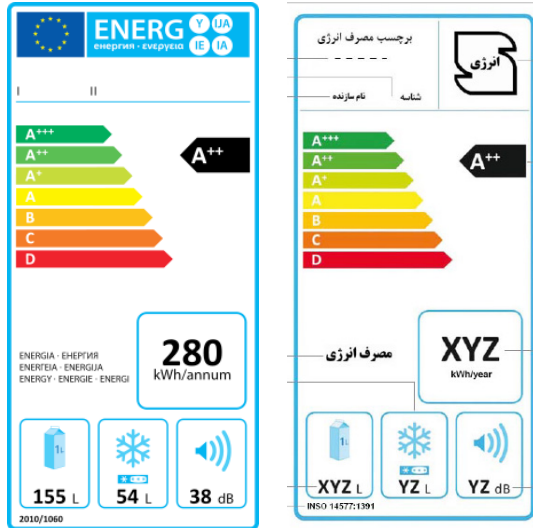 ENERG Y IJA
енергия · ενεργεια IE IA
I II
A+++
A++
A+
A
B
C
D
A++
ENERGIA · ЕНЕРГИЯ
ΕΝΕΡΓΕΙΑ · ENERGIJA
ENERGY · ENERGIE · ENERGI
280
kWh/annum
1L
155 L
54 L
38 dB
2010/1060
برچسب مصرف انرژی
انرژی
نام سازنده
شناسه
A+++
A++
A+
A
B
C
D
A++
مصرف انرژی
XYZ
kWh/year
1L
XYZ L
YZ L
YZ dB
INSO 14577:1391